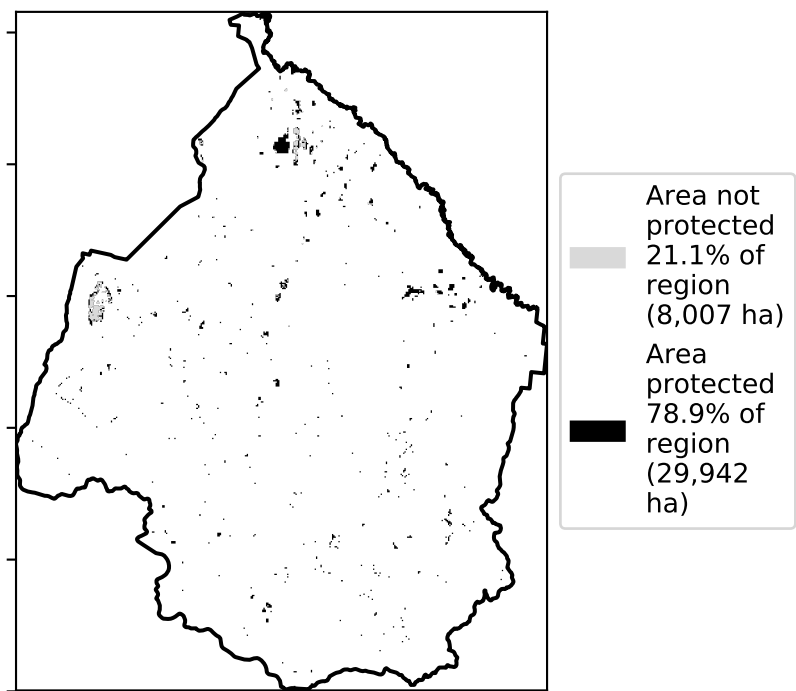 Area not
protected
21.1% of
region
(8,007 ha)
Area
protected
78.9% of
region
(29,942
ha)